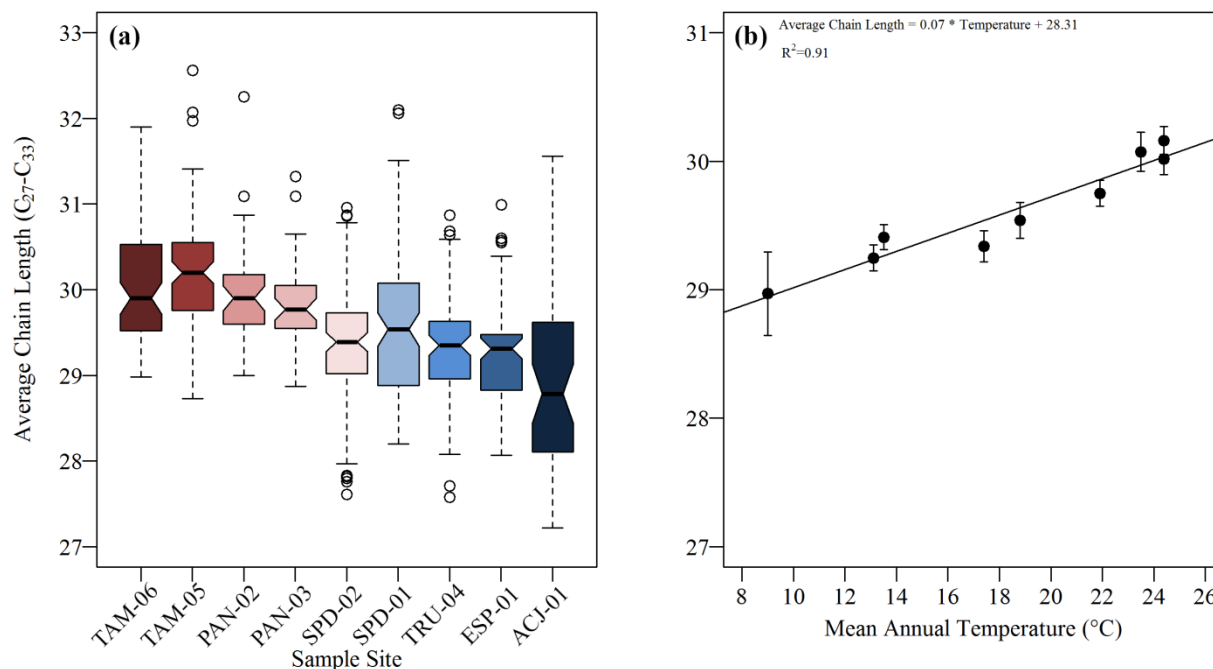 (a)
33
32
31
30
29
28
27
Average Chain Length (C27-C33)
TAM-06
TAM-05
PAN-02
PAN-03
SPD-02
SPD-01
TRU-04
ESP-01
ACJ-01
Sample Site
(b)
Average Chain Length = 0.07 * Temperature + 28.31
R²=0.91
31
30
29
28
27
8 10 12 14 16 18 20 22 24 26
Mean Annual Temperature (°C)